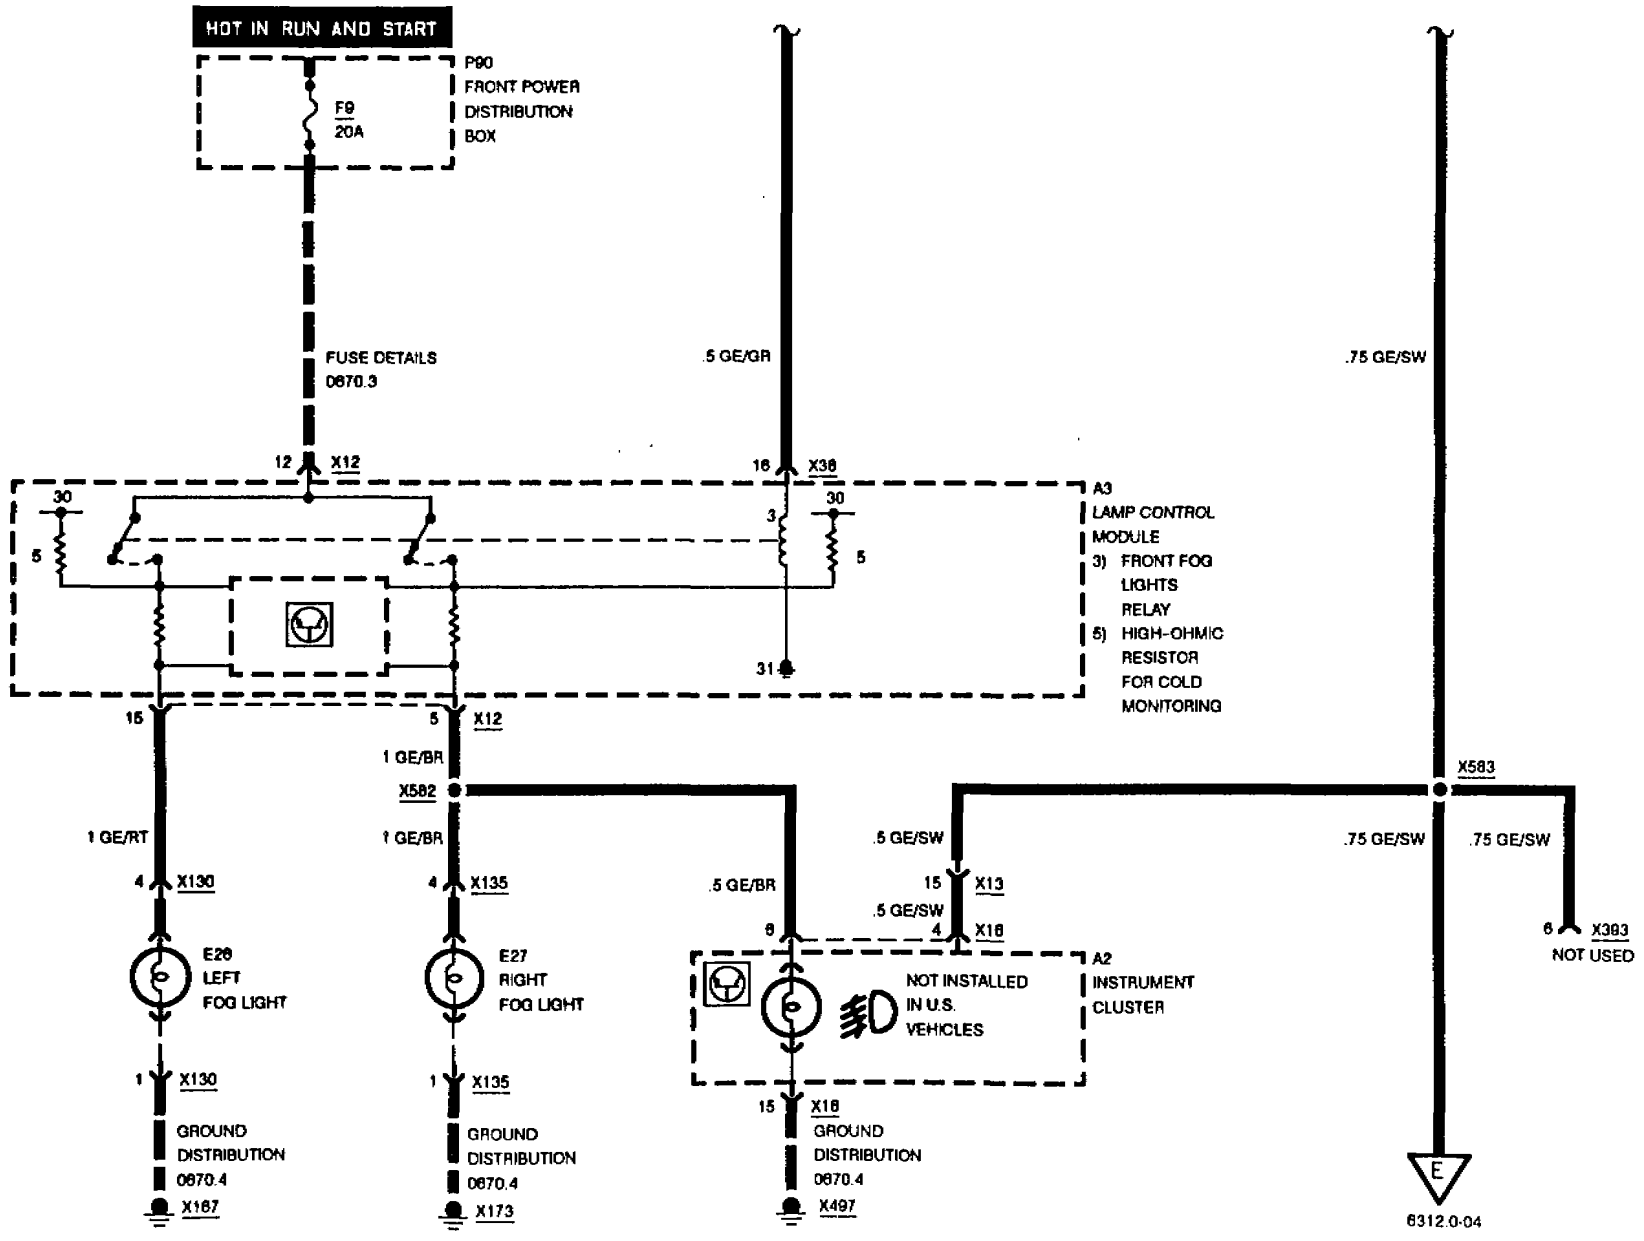 HOT IN RUN AND START
P90
FRONT POWER
DISTRIBUTION
BOX
F9
20A
FUSE DETAILS
0670.3
.5 GE/GR
.75 GE/SW
12 X12
16 X36
A3
LAMP CONTROL
MODULE
3) FRONT FOG
LIGHTS
RELAY
5) HIGH-OHMIC
RESISTOR
FOR COLD
MONITORING
30
5
3
30
5
31
15
5 X12
1 GE/BR
X582
X583
1 GE/RT
1 GE/BR
.5 GE/SW
.75 GE/SW
.75 GE/SW
4 X130
4 X135
.5 GE/BR
15 X13
.5 GE/SW
6
4 X16
6 X393
NOT USED
E26
LEFT
FOG LIGHT
E27
RIGHT
FOG LIGHT
NOT INSTALLED
IN U.S.
VEHICLES
A2
INSTRUMENT
CLUSTER
1 X130
1 X135
15 X16
GROUND
DISTRIBUTION
0670.4
X167
GROUND
DISTRIBUTION
0670.4
X173
GROUND
DISTRIBUTION
0670.4
X497
E
6312.0-04